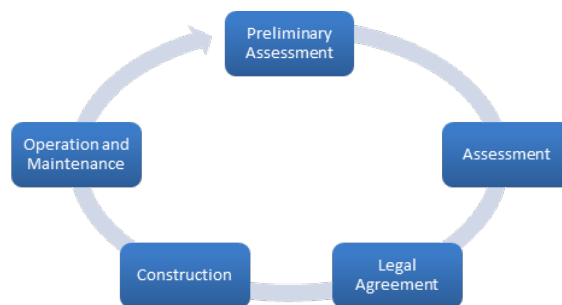 Preliminary
Assessment
Assessment
Legal
Agreement
Construction
Operation and
Maintenance